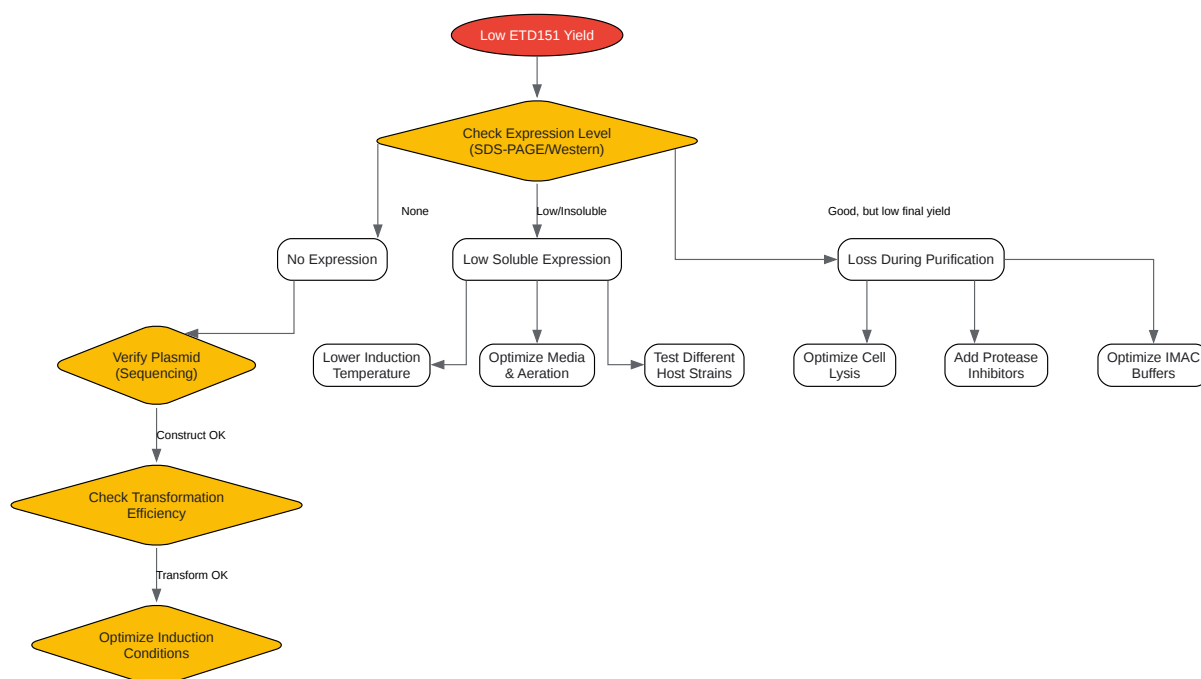 Low ETD151 Yield
Check Expression Level
(SDS-PAGE/Western)
None
Low/Insoluble
Good, but low final yield
No Expression
Low Soluble Expression
Loss During Purification
Verify Plasmid
(Sequencing)
Lower Induction
Temperature
Optimize Media
& Aeration
Test Different
Host Strains
Optimize Cell
Lysis
Add Protease
Inhibitors
Optimize IMAC
Buffers
Construct OK
Check Transformation
Efficiency
Transform OK
Optimize Induction
Conditions